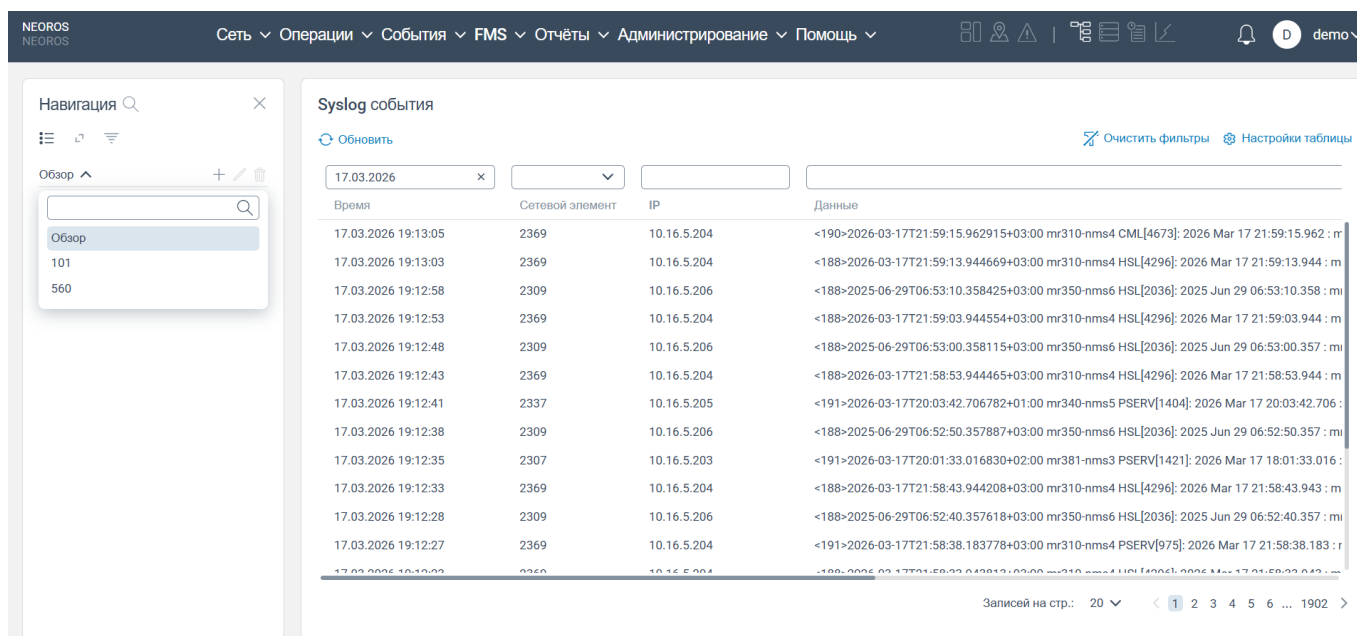 NEOROS
NEOROS
Сеть Операции События FMS Отчёты Администрирование Помощь
D demo
Навигация
Обзор
Обзор
101
560
Syslog события
Обновить
Очистить фильтры Настройки таблицы
17.03.2026
Время Сетевой элемент IP Данные
17.03.2026 19:13:05 2369 10.16.5.204 <190>2026-03-17T21:59:15.962915+03:00 mr310-nms4 CML[4673]: 2026 Mar 17 21:59:15.962 : m
17.03.2026 19:13:03 2369 10.16.5.204 <188>2026-03-17T21:59:13.944669+03:00 mr310-nms4 HSL[4296]: 2026 Mar 17 21:59:13.944 : m
17.03.2026 19:12:58 2309 10.16.5.206 <188>2025-06-29T06:53:10.358425+03:00 mr350-nms6 HSL[2036]: 2025 Jun 29 06:53:10.358 : m
17.03.2026 19:12:53 2369 10.16.5.204 <188>2026-03-17T21:59:03.944554+03:00 mr310-nms4 HSL[4296]: 2026 Mar 17 21:59:03.944 : m
17.03.2026 19:12:48 2309 10.16.5.206 <188>2025-06-29T06:53:00.358115+03:00 mr350-nms6 HSL[2036]: 2025 Jun 29 06:53:00.357 : m
17.03.2026 19:12:43 2369 10.16.5.204 <188>2026-03-17T21:58:53.944465+03:00 mr310-nms4 HSL[4296]: 2026 Mar 17 21:58:53.944 : m
17.03.2026 19:12:41 2337 10.16.5.205 <191>2026-03-17T20:03:42.706782+01:00 mr340-nms5 PSERV[1404]: 2026 Mar 17 20:03:42.706 :
17.03.2026 19:12:38 2309 10.16.5.206 <188>2025-06-29T06:52:50.357887+03:00 mr350-nms6 HSL[2036]: 2025 Jun 29 06:52:50.357 : m
17.03.2026 19:12:35 2307 10.16.5.203 <191>2026-03-17T20:01:33.016830+02:00 mr381-nms3 PSERV[1421]: 2026 Mar 17 18:01:33.016 :
17.03.2026 19:12:33 2369 10.16.5.204 <188>2026-03-17T21:58:43.944208+03:00 mr310-nms4 HSL[4296]: 2026 Mar 17 21:58:43.943 : m
17.03.2026 19:12:28 2309 10.16.5.206 <188>2025-06-29T06:52:40.357618+03:00 mr350-nms6 HSL[2036]: 2025 Jun 29 06:52:40.357 : m
17.03.2026 19:12:27 2369 10.16.5.204 <191>2026-03-17T21:58:38.183778+03:00 mr310-nms4 PSERV[975]: 2026 Mar 17 21:58:38.183 : r
Записей на стр.: 20 1 2 3 4 5 6 ... 1902